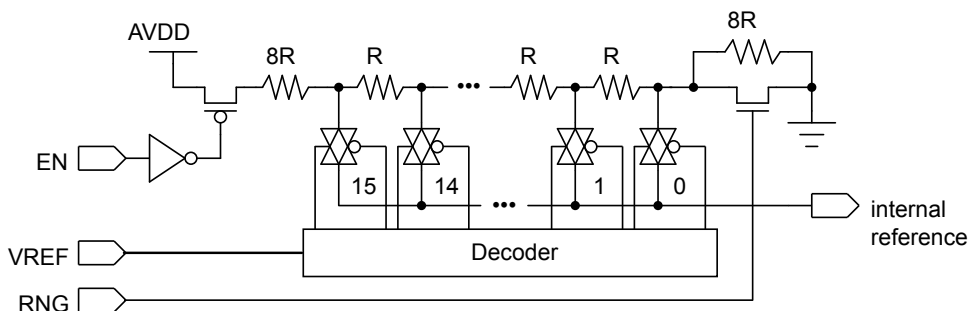 8R
AVDD
8R
R
•••
R
R
EN
15
14
1
0
•••
internal
reference
VREF
Decoder
RNG